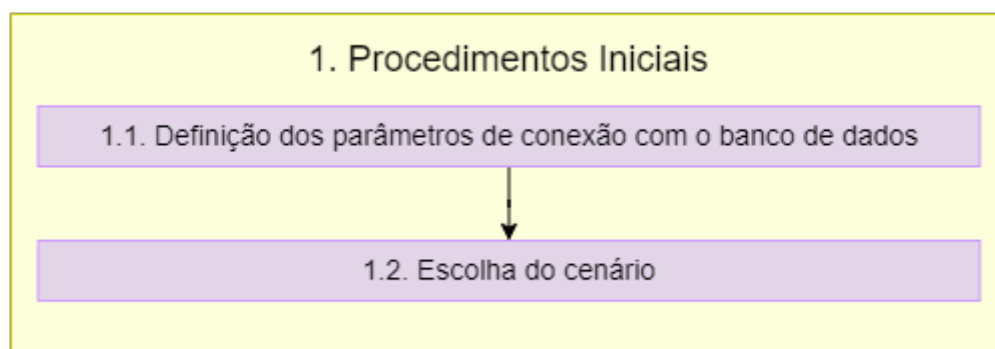 1. Procedimentos Iniciais
1.1. Definição dos parâmetros de conexão com o banco de dados
1.2. Escolha do cenário